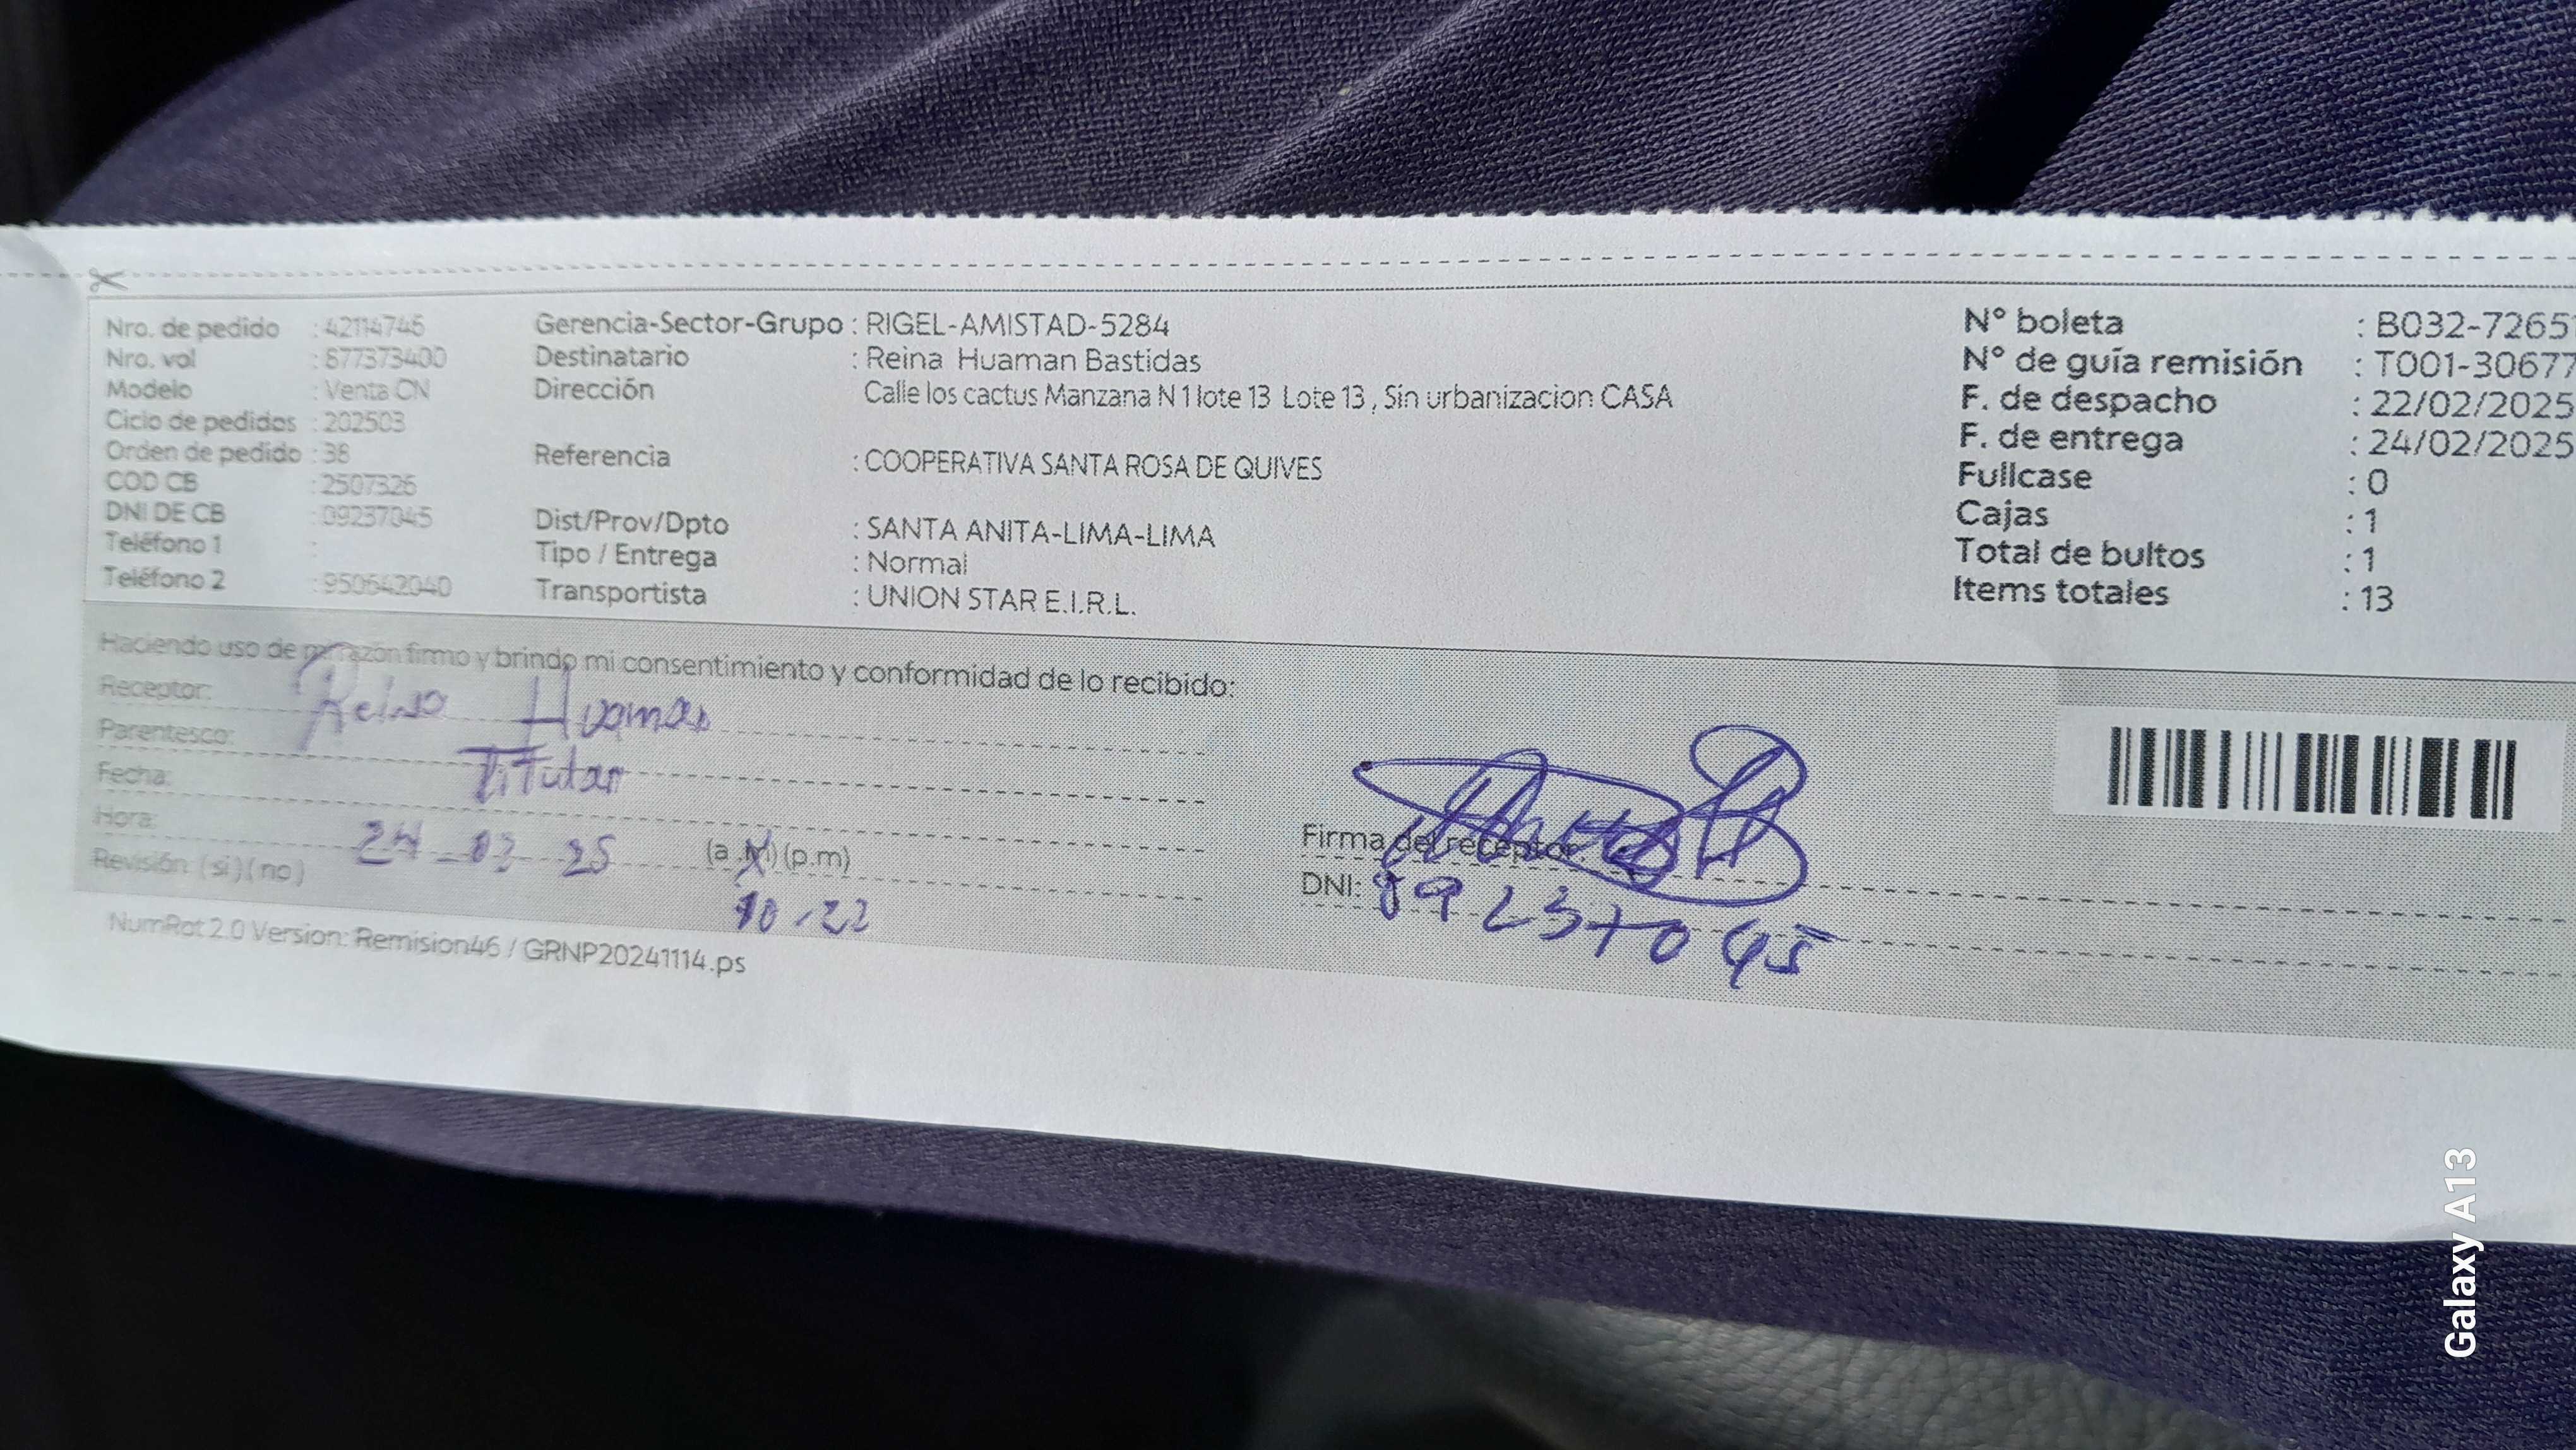 Nro. de pedido : 42114746
Nro. vol : 877373400
Modelo : Venta CN
Ciclo de pedidos : 202503
Orden de pedido : 38
COD CB : 2507326
DNI DE CB : 09237045
Teléfono 1 :
Teléfono 2 : 950642040
Gerencia-Sector-Grupo : RIGEL-AMISTAD-5284
Destinatario : Reina Huaman Bastidas
Dirección Calle los cactus Manzana N 1 lote 13 Lote 13 , Sin urbanizacion CASA
Referencia : COOPERATIVA SANTA ROSA DE QUIVES
Dist/Prov/Dpto : SANTA ANITA-LIMA-LIMA
Tipo / Entrega : Normal
Transportista : UNION STAR E.I.R.L.
N° boleta : B032-7265
N° de guía remisión : T001-30677
F. de despacho : 22/02/2025
F. de entrega : 24/02/2025
Fullcase : 0
Cajas : 1
Total de bultos : 1
Items totales : 13
Haciendo uso de mi razón firmo y brindo mi consentimiento y conformidad de lo recibido:
Receptor: Reina Huaman
Parentesco: Titular
Fecha:
Hora: 24-02-25 (a.m) (p.m)
Revisión (si) (no) 10-22
Firma del receptor:
DNI: 09237045
NumRot 2.0 Version: Remision46 / GRNP20241114.ps
Galaxy A13